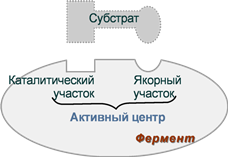 Субстрат
Каталитический
участок
Якорный
участок
Активный центр
Фермент